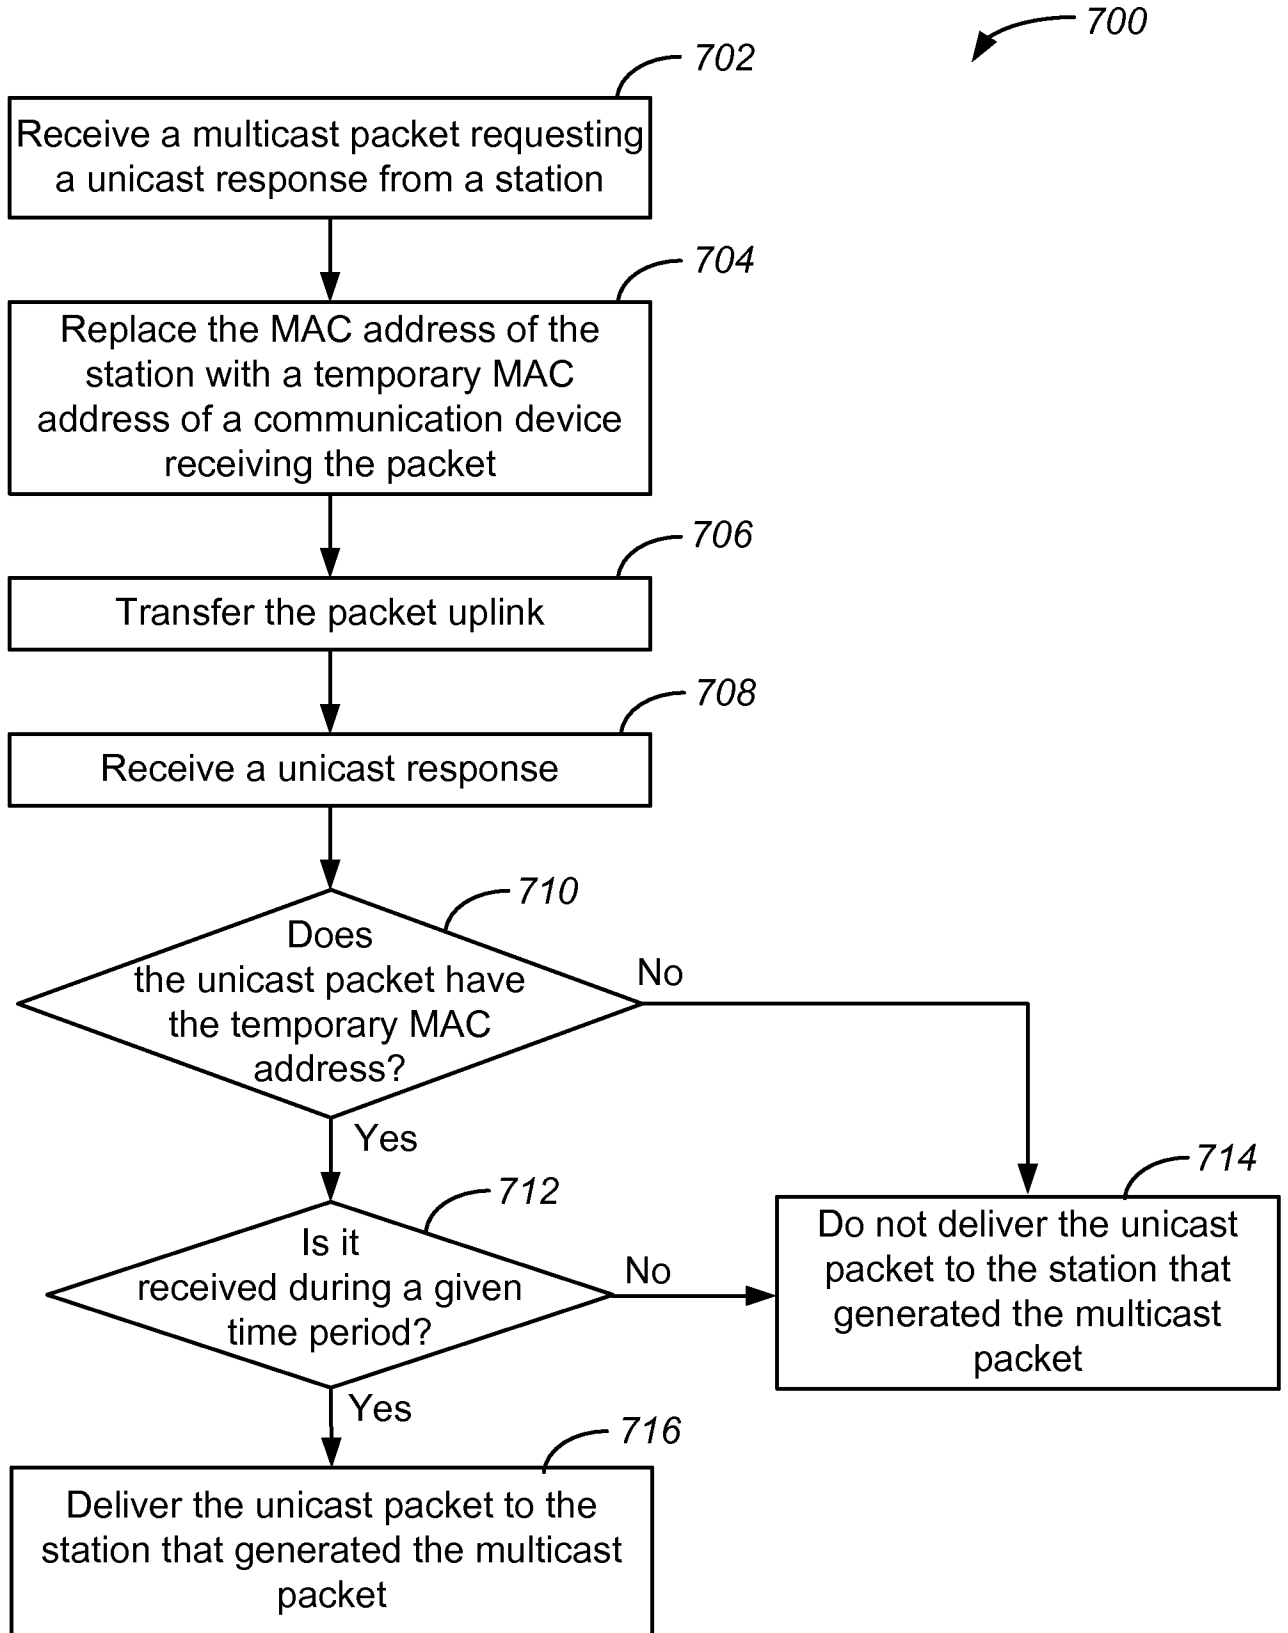 700
702
Receive a multicast packet requesting
a unicast response from a station
704
Replace the MAC address of the
station with a temporary MAC
address of a communication device
receiving the packet
706
Transfer the packet uplink
708
Receive a unicast response
710
Does
the unicast packet have
the temporary MAC
address?
No
Yes
712
Is it
received during a given
time period?
No
Yes
714
Do not deliver the unicast
packet to the station that
generated the multicast
packet
716
Deliver the unicast packet to the
station that generated the multicast
packet